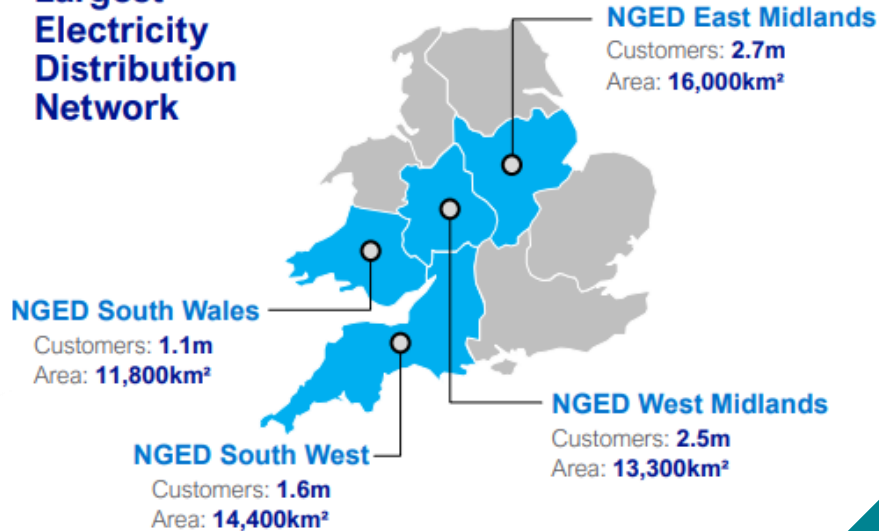 Electricity
Distribution
Network
NGED East Midlands
Customers: 2.7m
Area: 16,000km²
NGED South Wales
Customers: 1.1m
Area: 11,800km²
NGED West Midlands
Customers: 2.5m
Area: 13,300km²
NGED South West
Customers: 1.6m
Area: 14,400km²